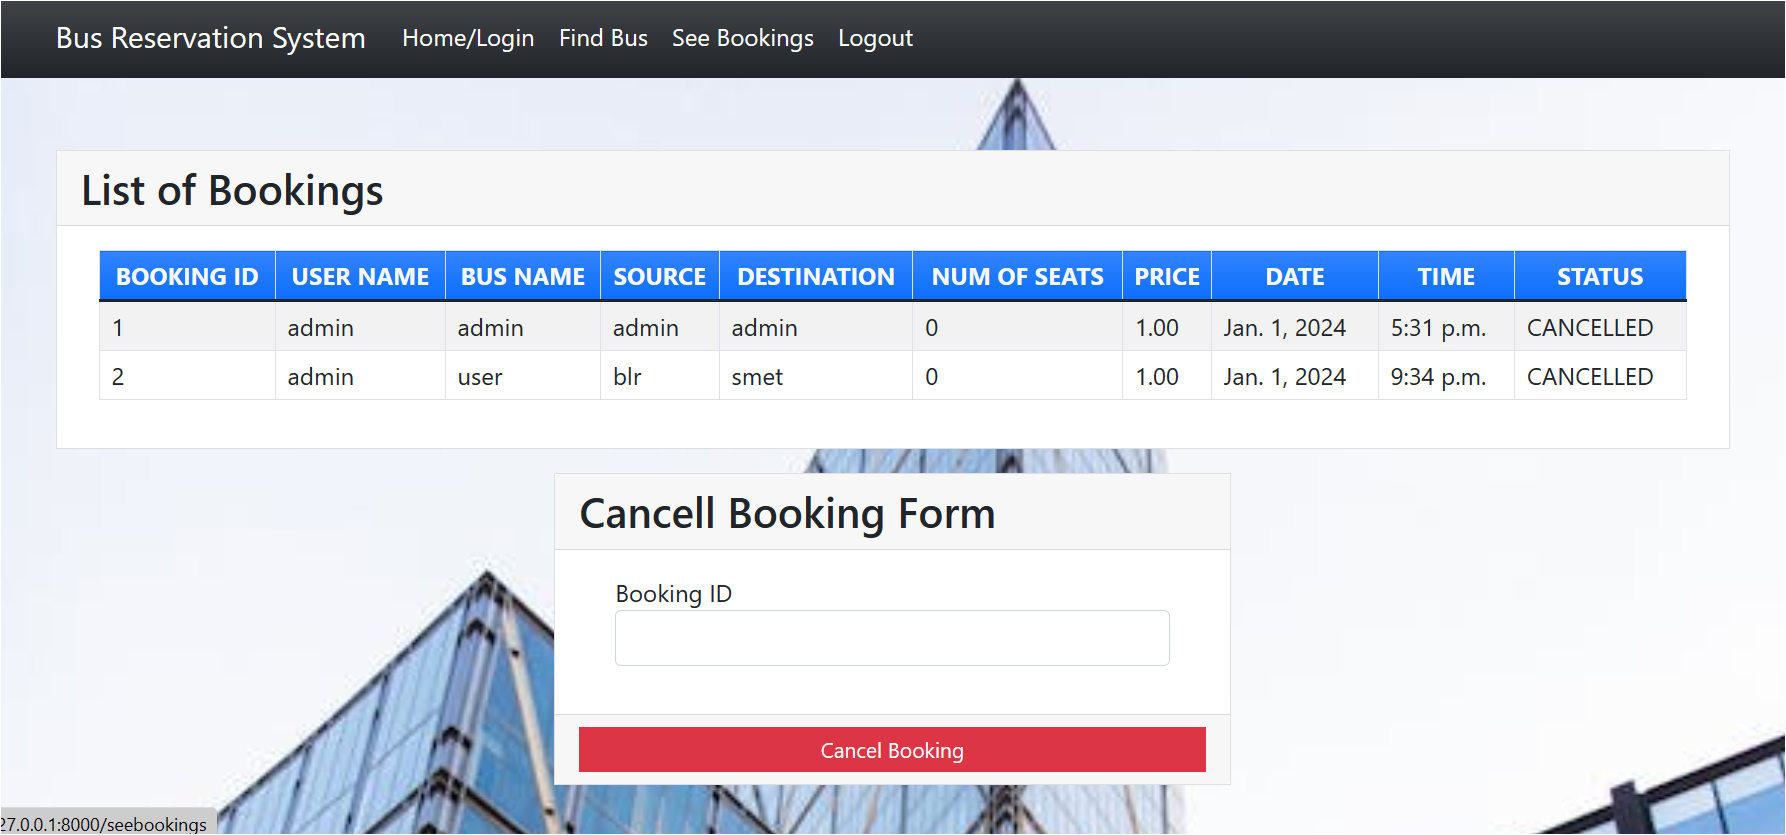 Bus Reservation System Home/Login Find Bus See Bookings Logout
List of Bookings
BOOKING ID USER NAME BUS NAME SOURCE DESTINATION NUM OF SEATS PRICE DATE TIME STATUS
1 admin admin admin admin 0 1.00 Jan. 1, 2024 5:31 p.m. CANCELLED
2 admin user blr smet 0 1.00 Jan. 1, 2024 9:34 p.m. CANCELLED
Cancell Booking Form
Booking ID
Cancel Booking
27.0.0.1:8000/seebookings